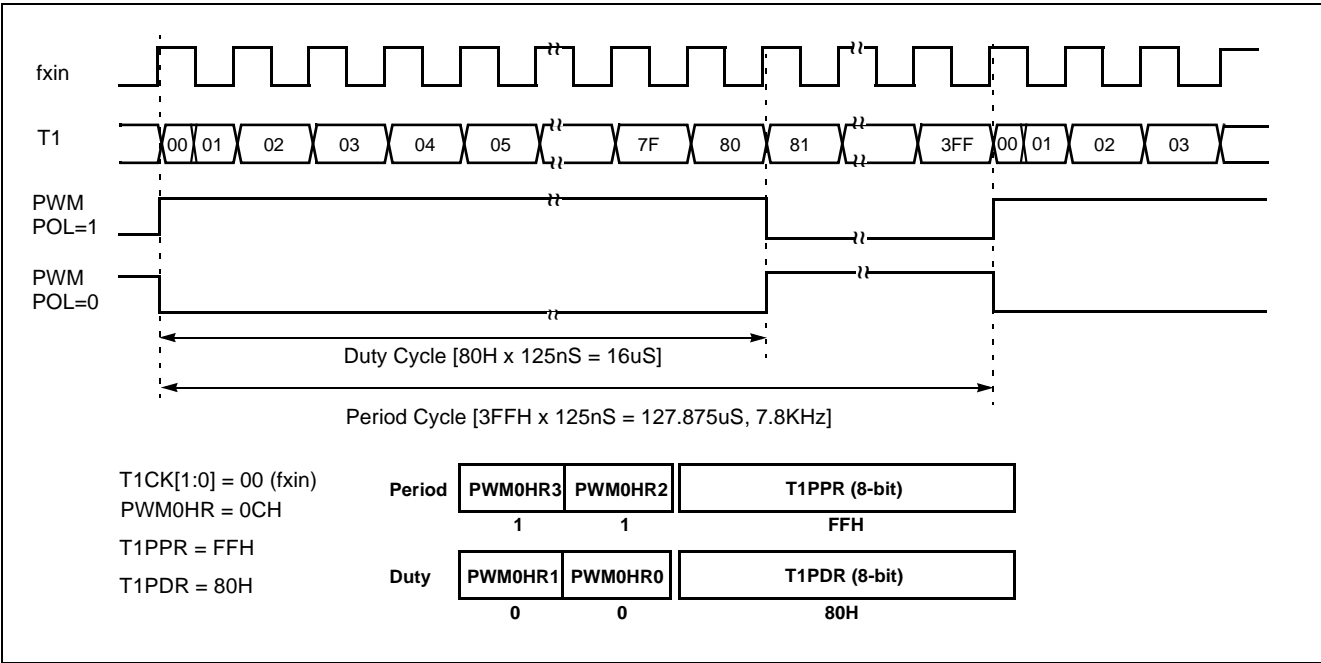 fxin
T1
00 01 02 03 04 05 7F 80 81 3FF 00 01 02 03
PWM
POL=1
PWM
POL=0
Duty Cycle [80H x 125nS = 16uS]
Period Cycle [3FFH x 125nS = 127.875uS, 7.8KHz]
T1CK[1:0] = 00 (fxin)
PWM0HR = 0CH
T1PPR = FFH
T1PDR = 80H
Period PWM0HR3 PWM0HR2 T1PPR (8-bit)
1 1 FFH
Duty PWM0HR1 PWM0HR0 T1PDR (8-bit)
0 0 80H